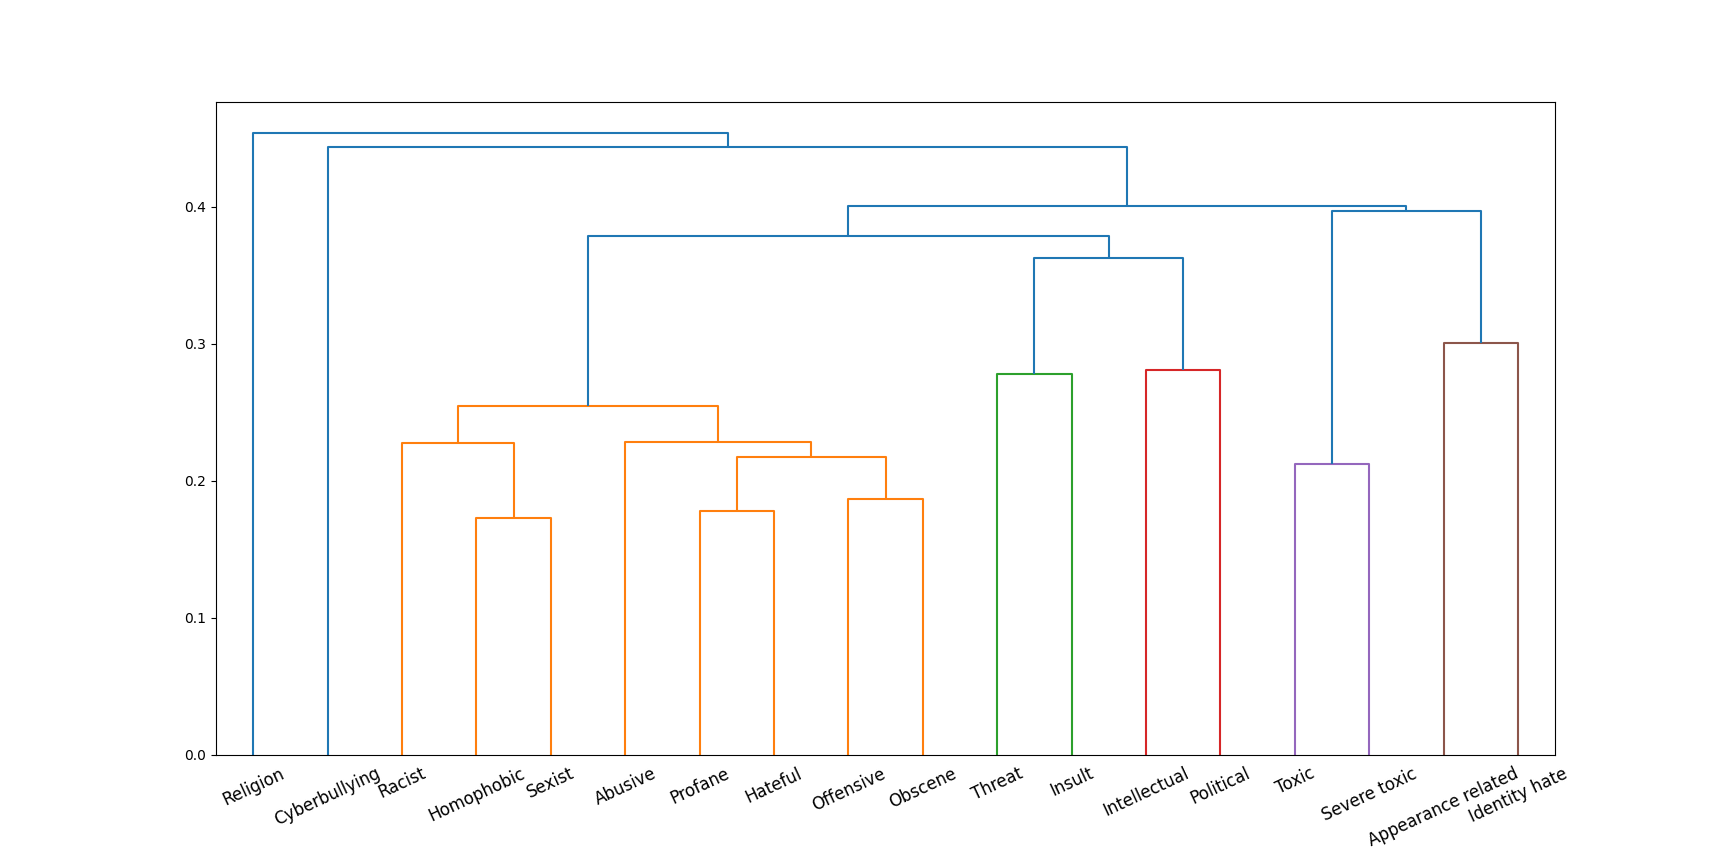 0.4
0.3
0.2
0.1
0.0
Religion
Cyberbullying
Racist
Homophobic
Sexist
Abusive
Profane
Hateful
Offensive
Obscene
Threat
Insult
Intellectual
Political
Toxic
Severe toxic
Appearance related
Identity hate